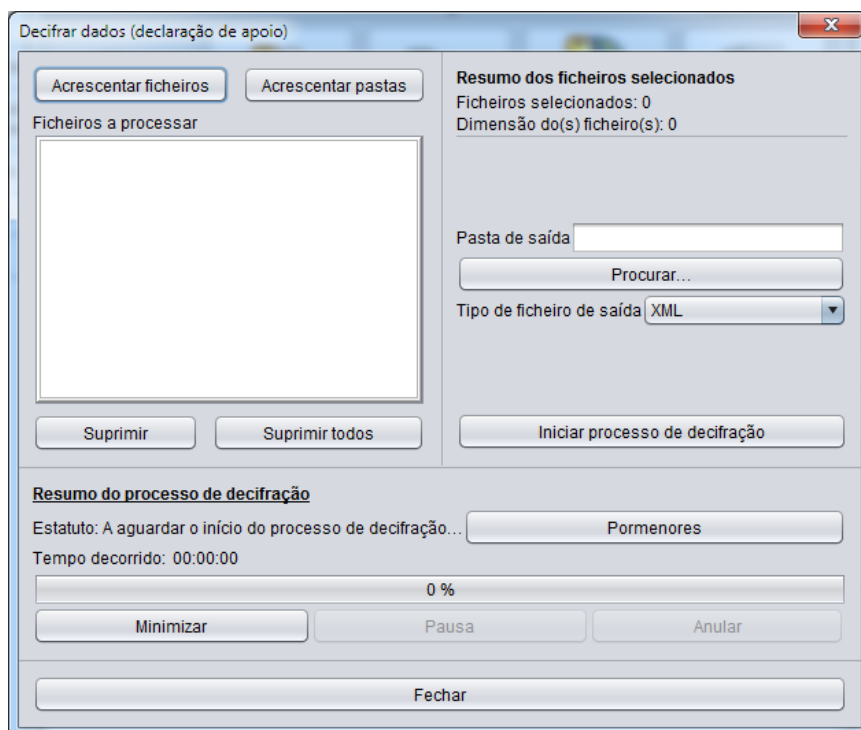 Decifrar dados (declaração de apoio)
Acrescentar ficheiros
Acrescentar pastas
Ficheiros a processar
Suprimir
Suprimir todos
Resumo dos ficheiros selecionados
Ficheiros selecionados: 0
Dimensão do(s) ficheiro(s): 0
Pasta de saída
Procurar...
Tipo de ficheiro de saída XML
Iniciar processo de decifração
Resumo do processo de decifração
Estatuto: A aguardar o início do processo de decifração...
Pormenores
Tempo decorrido: 00:00:00
0 %
Minimizar
Pausa
Anular
Fechar